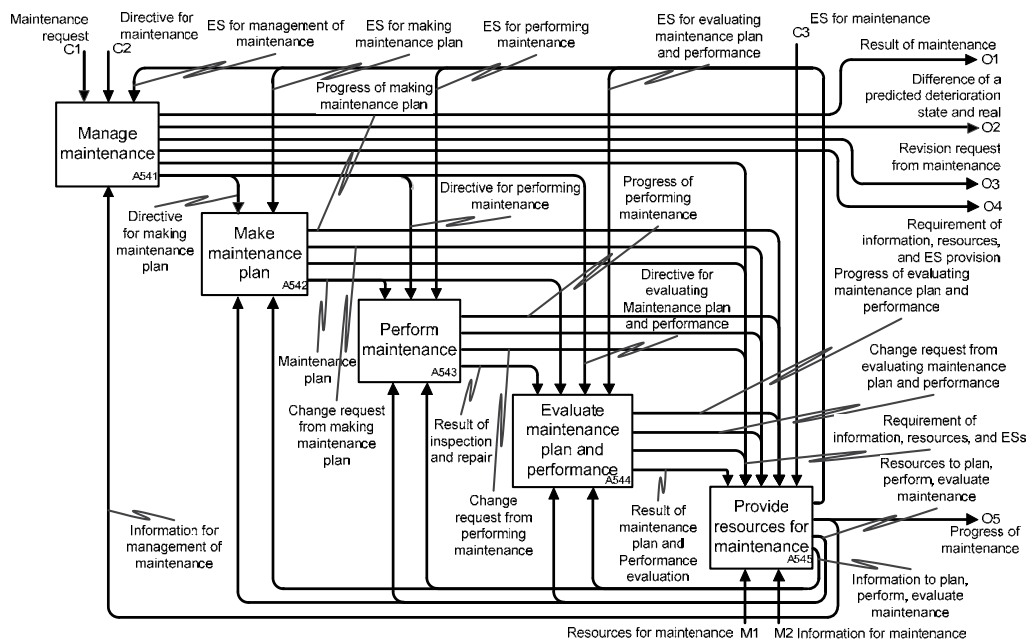 Maintenance
request
C1
Directive for
maintenance
C2
ES for management of
maintenance
ES for making
maintenance plan
ES for performing
maintenance
ES for evaluating
maintenance plan
and performance
ES for maintenance
C3
Result of maintenance
O1
Difference of a
predicted deterioration
state and real
O2
Revision request
from maintenance
O3
O4
Requirement of
information, resources,
and ES provision
Progress of making
maintenance plan
Manage
maintenance
A541
Directive
for making
maintenance
plan
Directive for performing
maintenance
Progress of
performing
maintenance
Make
maintenance
plan
A542
Directive for
evaluating
Maintenance plan
and performance
Progress of evaluating
maintenance plan and
performance
Maintenance
plan
Perform
maintenance
A543
Change request from
evaluating maintenance
plan and performance
Change request
from making
maintenance
plan
Result of
inspection
and repair
Evaluate
maintenance
plan and
performance
A544
Requirement of
information, resources, and ESs
Resources to plan,
perform, evaluate
maintenance
Change
request from
performing
maintenance
Result of
maintenance
plan and
Performance
evaluation
Provide
resources for
maintenance
A545
O5
Progress of
maintenance
Information for
management of
maintenance
Information to plan,
perform, evaluate
maintenance
Resources for maintenance M1
M2 Information for maintenance